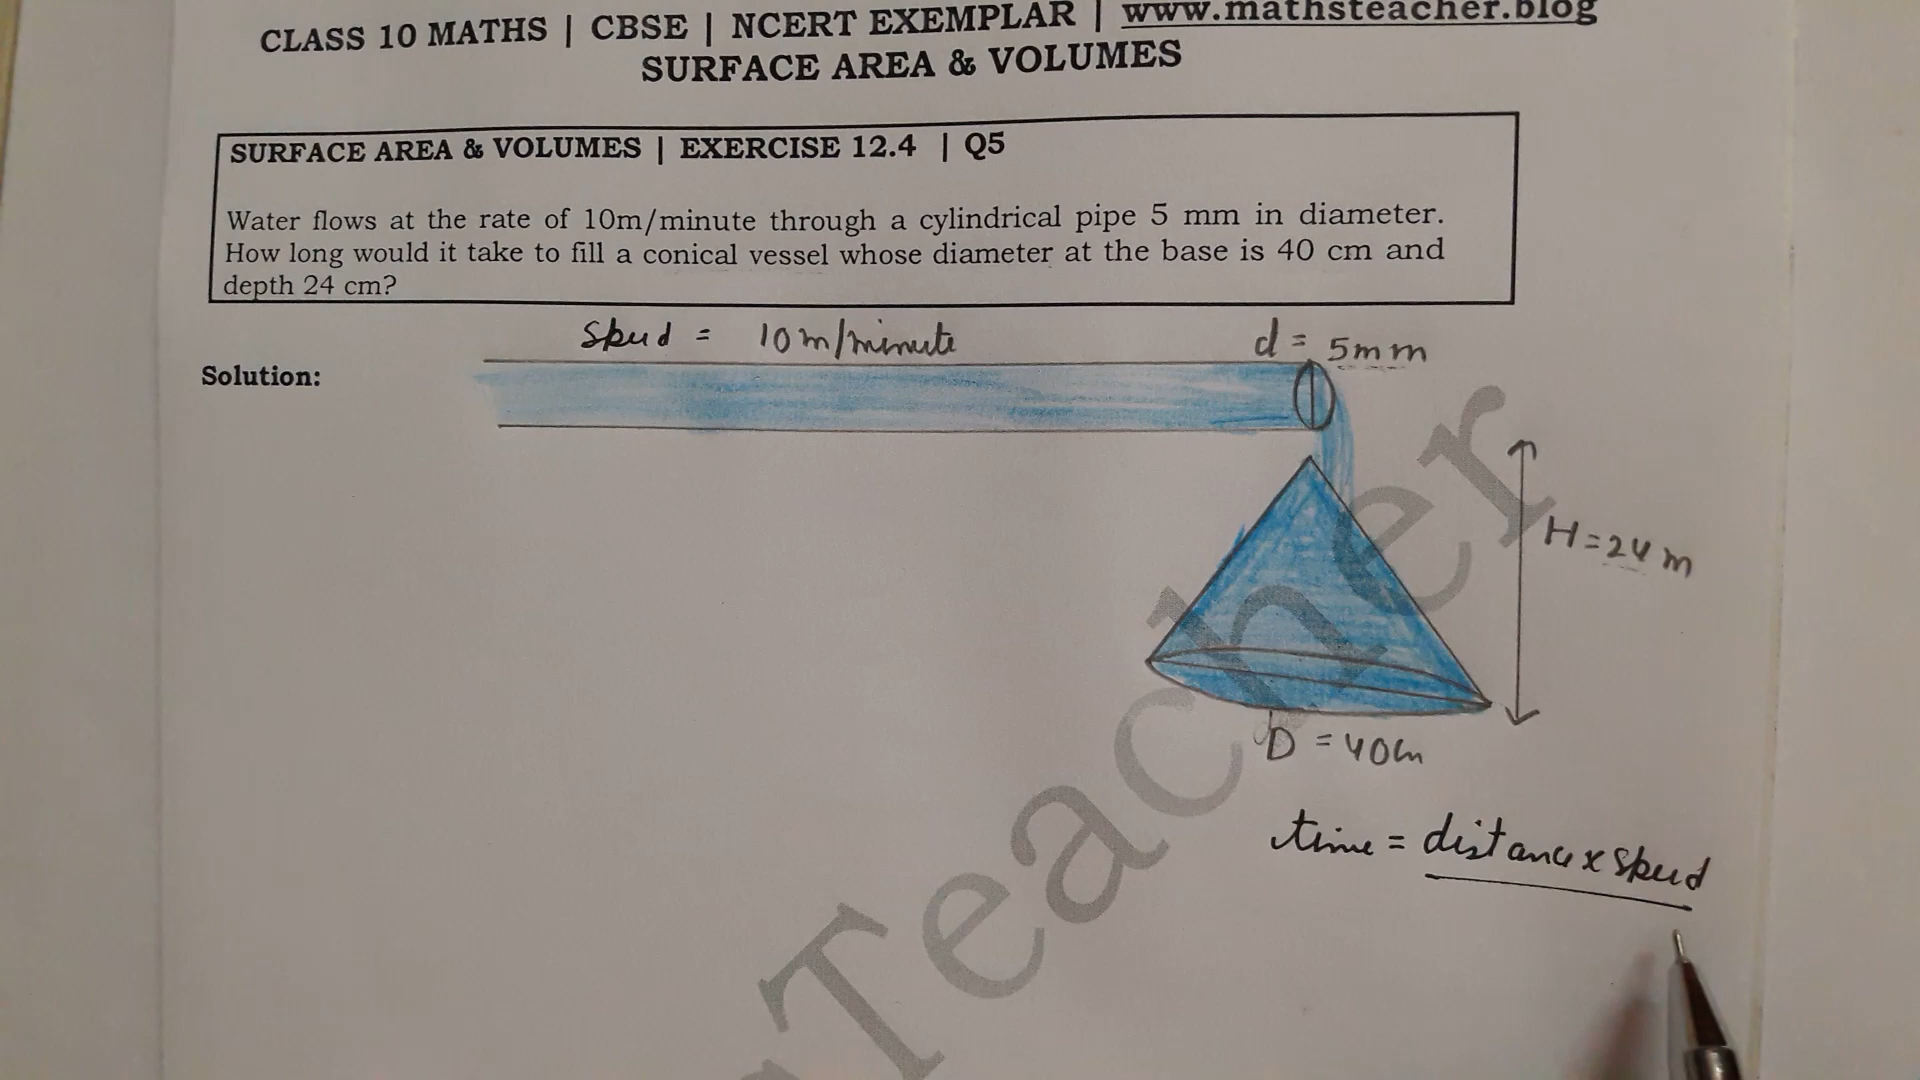 CLASS 10 MATHS | CBSE | NCERT EXEMPLAR | www.mathsteacher.blog
SURFACE AREA & VOLUMES
SURFACE AREA & VOLUMES | EXERCISE 12.4 | Q5
Water flows at the rate of 10m/minute through a cylindrical pipe 5 mm in diameter.
How long would it take to fill a conical vessel whose diameter at the base is 40 cm and
depth 24 cm?
Speed = 10m/minute
d = 5mm
Solution:
H = 24 m
D = 40cm
time = distance x speed
Teacher